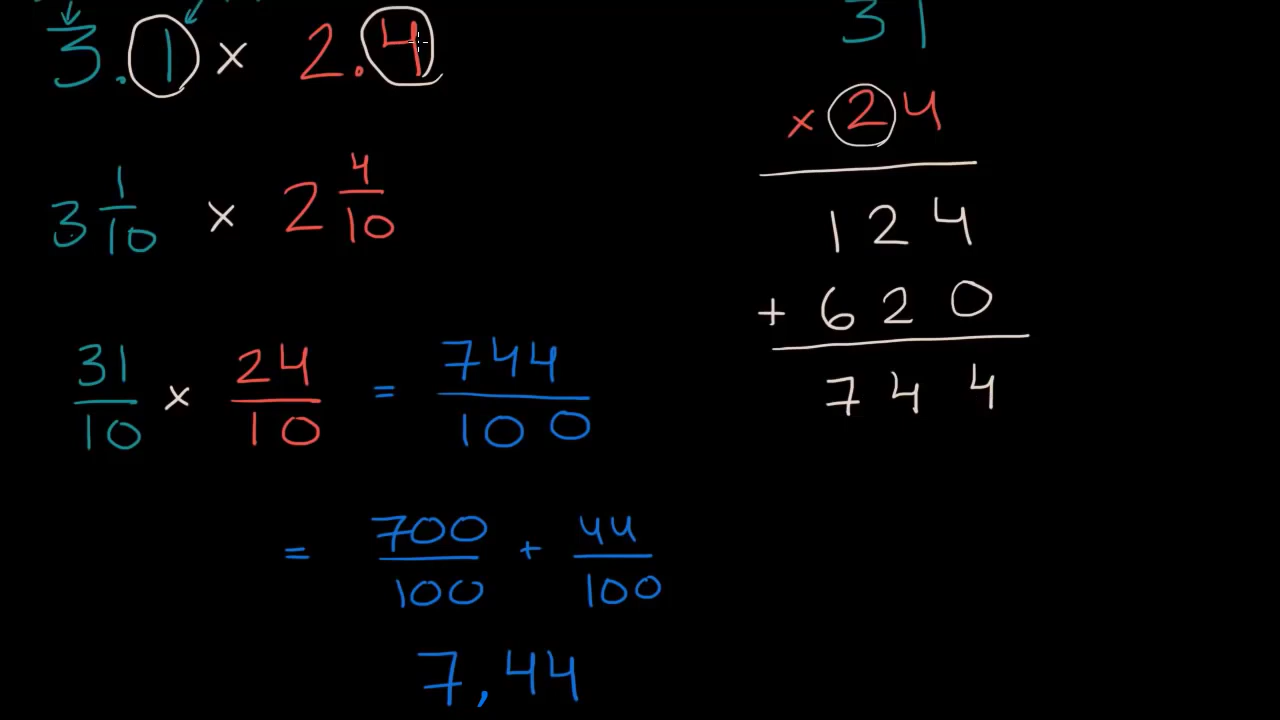 3.1 × 2.4
3 1/10 × 2 4/10
31/10 × 24/10 = 744/100
= 700/100 + 44/100
7,44
31
× 24
124
+ 620
744